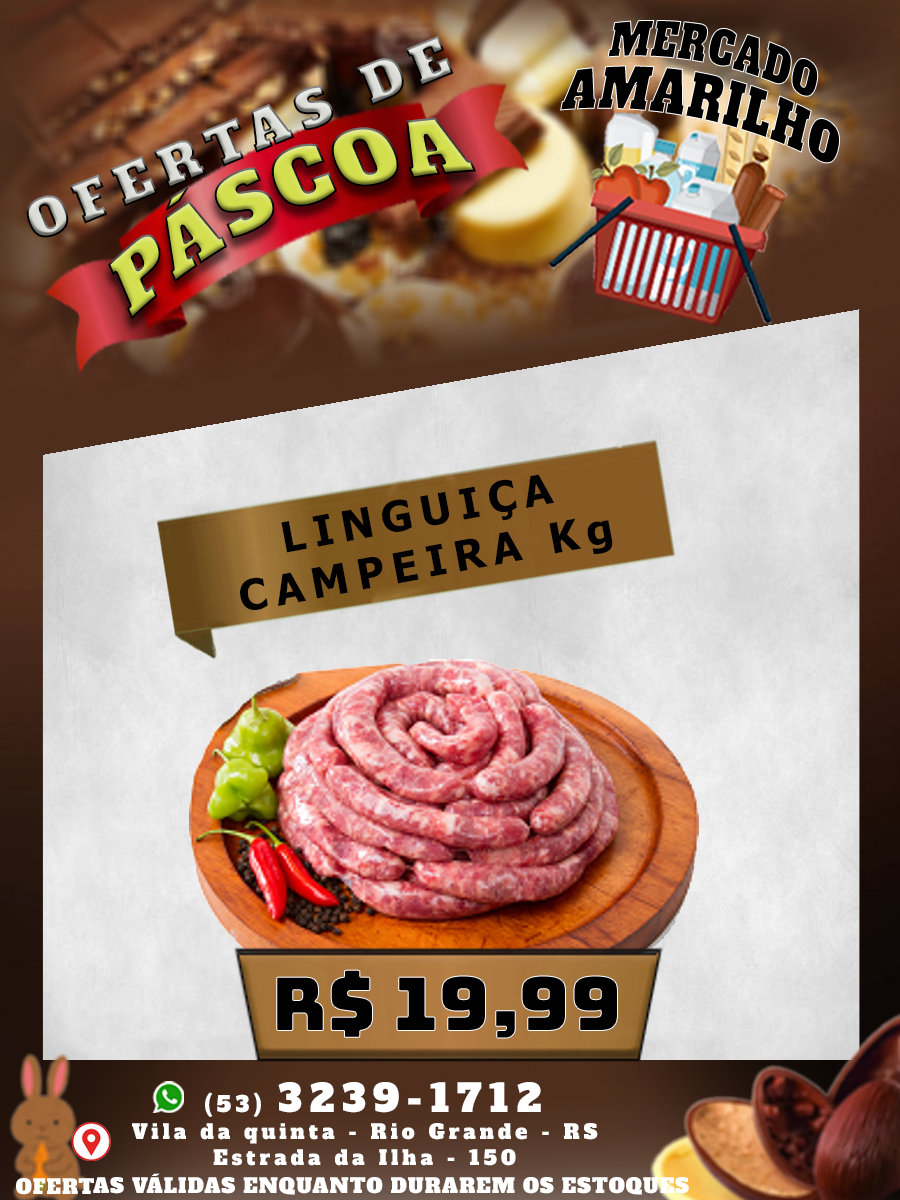 OFERTAS DE
PÁSCOA
MERCADO
AMARILHO
LINGUIÇA
CAMPEIRA Kg
R$ 19,99
(53) 3239-1712
Vila da quinta - Rio Grande - RS
Estrada da Ilha - 150
OFERTAS VÁLIDAS ENQUANTO DURAREM OS ESTOQUES